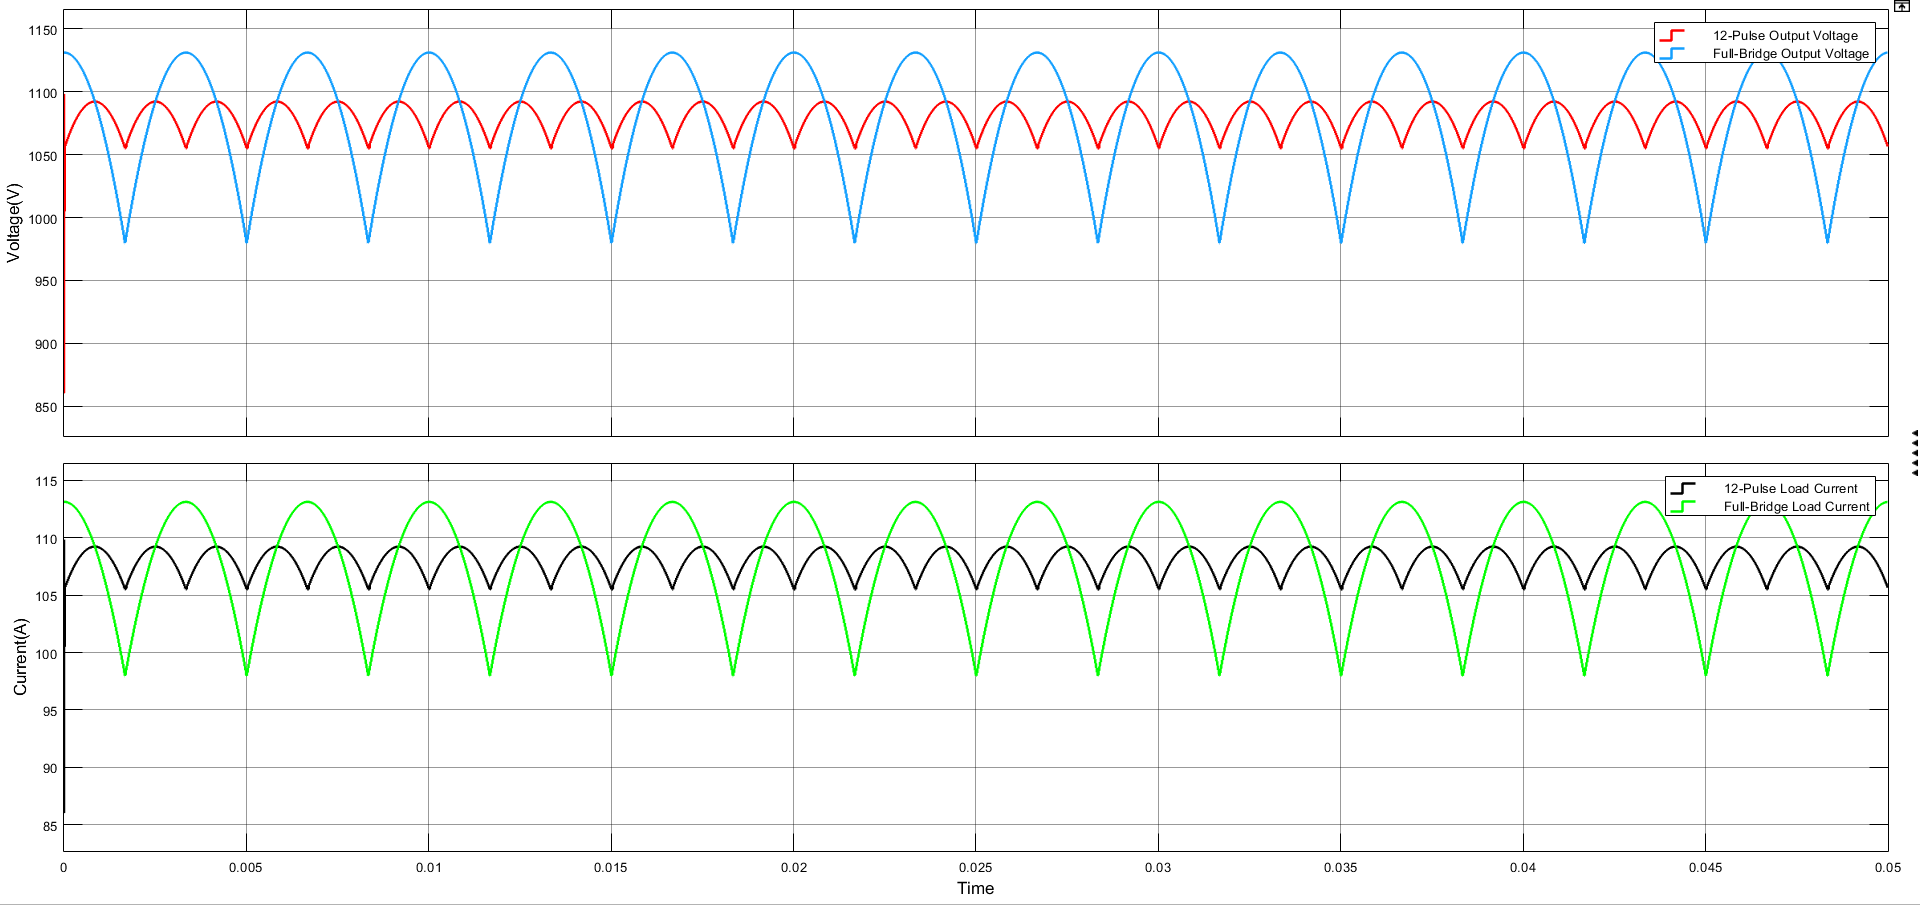 1150
1100
1050
1000
950
900
850
Voltage(V)
12-Pulse Output Voltage
Full-Bridge Output Voltage
115
110
105
100
95
90
85
Current(A)
12-Pulse Load Current
Full-Bridge Load Current
0 0.005 0.01 0.015 0.02 0.025 0.03 0.035 0.04 0.045 0.05
Time